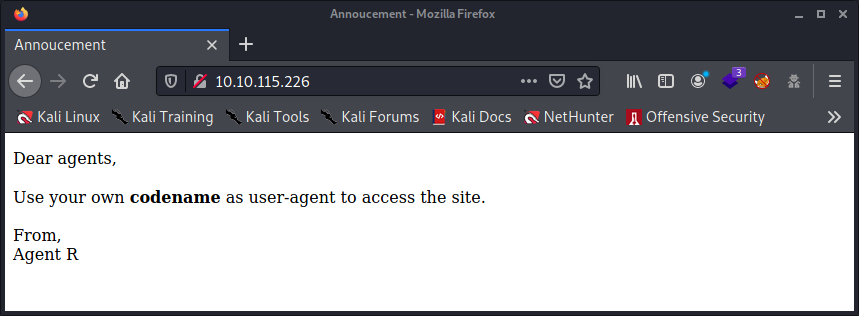 Annoucement - Mozilla Firefox
Annoucement
10.10.115.226
3
Kali Linux Kali Training Kali Tools Kali Forums Kali Docs NetHunter Offensive Security
Dear agents,
Use your own codename as user-agent to access the site.
From,
Agent R